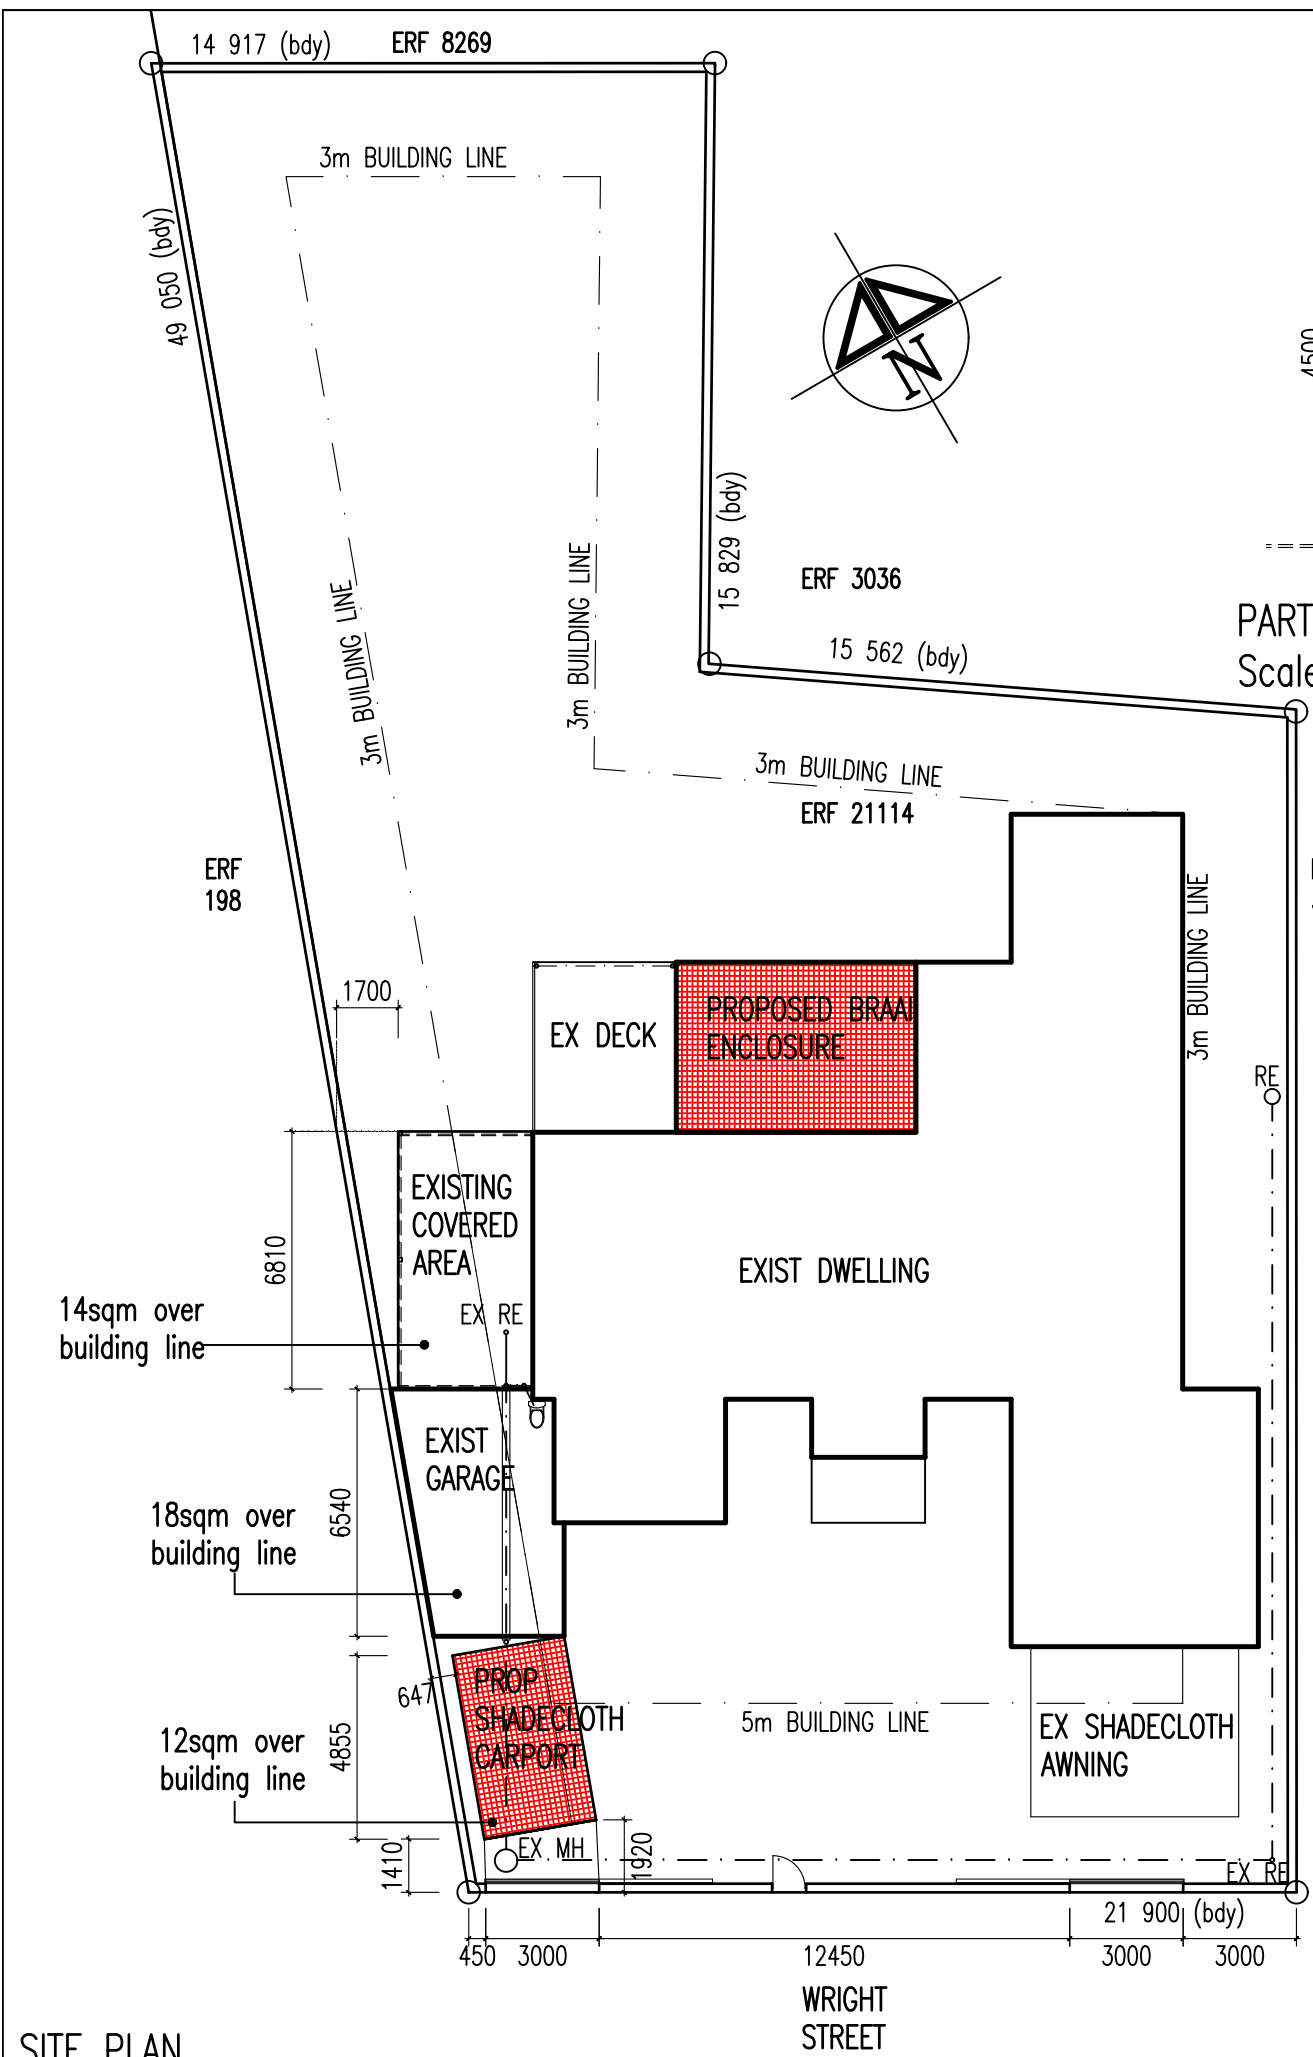 14 917 (bdy)
ERF 8269
3m BUILDING LINE
49 050 (bdy)
N
4500
15 829 (bdy)
3m BUILDING LINE
3m BUILDING LINE
ERF 3036
15 562 (bdy)
PART
Scale
3m BUILDING LINE
ERF 21114
ERF
198
3m BUILDING LINE
1700
EX DECK
PROPOSED BRAAI
ENCLOSURE
RE
EXISTING
COVERED
AREA
6810
EXIST DWELLING
14sqm over
building line
EX RE
EXIST
GARAGE
6540
18sqm over
building line
647
PROP
SHADECLOTH
CARPORT
4855
5m BUILDING LINE
EX SHADECLOTH
AWNING
12sqm over
building line
1410
EX MH
1920
EX RE
21 900 (bdy)
450
3000
12450
3000
3000
WRIGHT
STREET
SITE PLAN